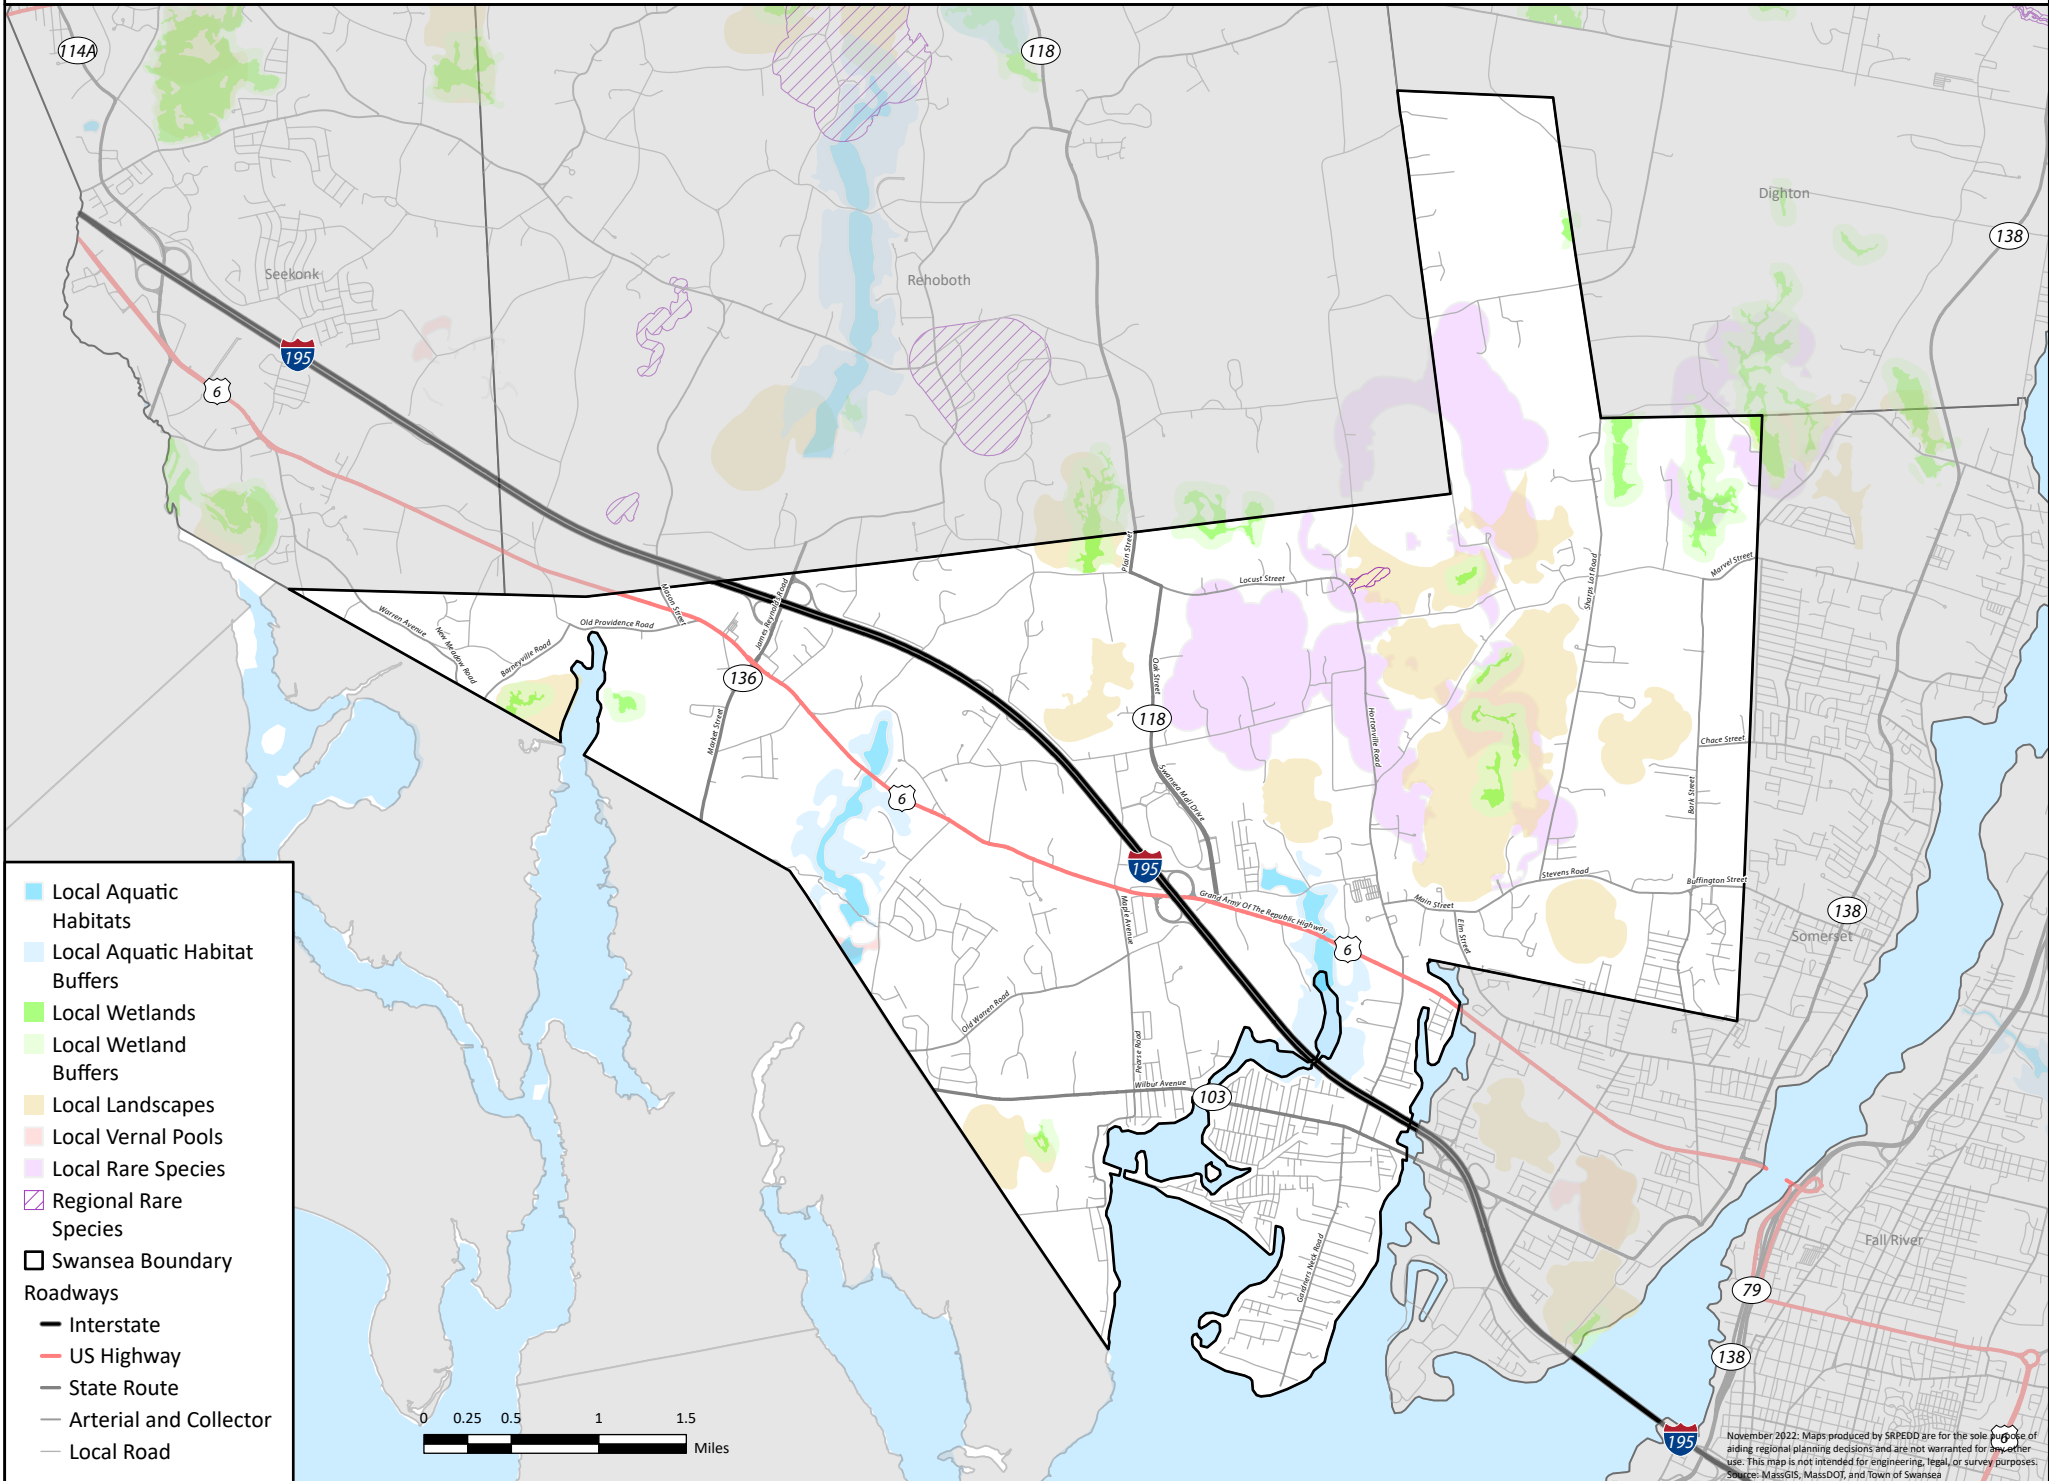 114A
118
Dighton
138
Seekonk
Rehoboth
195
6
Plain Street
Marvel Street
Locust Street
Sharps Lot Road
Mason Street
James Reynolds Road
Warren Avenue
New Meadow Road
Old Providence Road
Barneyville Road
136
Oak Street
118
Market Street
Hortonville Road
Chace Street
Swansea Mall Drive
Bark Street
6
195
Stevens Road
Buffington Street
Maple Avenue
Grand Army Of The Republic Highway
Main Street
Elm Street
138
Somerset
6
Old Warren Road
Pearse Road
Wilbur Avenue
103
Gardners Neck Road
Fall River
79
138
195
6
Local Aquatic
Habitats
Local Aquatic Habitat
Buffers
Local Wetlands
Local Wetland
Buffers
Local Landscapes
Local Vernal Pools
Local Rare Species
Regional Rare
Species
Swansea Boundary
Roadways
Interstate
US Highway
State Route
Arterial and Collector
Local Road
0 0.25 0.5 1 1.5
Miles
November 2022: Maps produced by SRPEDD are for the sole purpose of
aiding regional planning decisions and are not warranted for any other
use. This map is not intended for engineering, legal, or survey purposes.
Source: MassGIS, MassDOT, and Town of Swansea